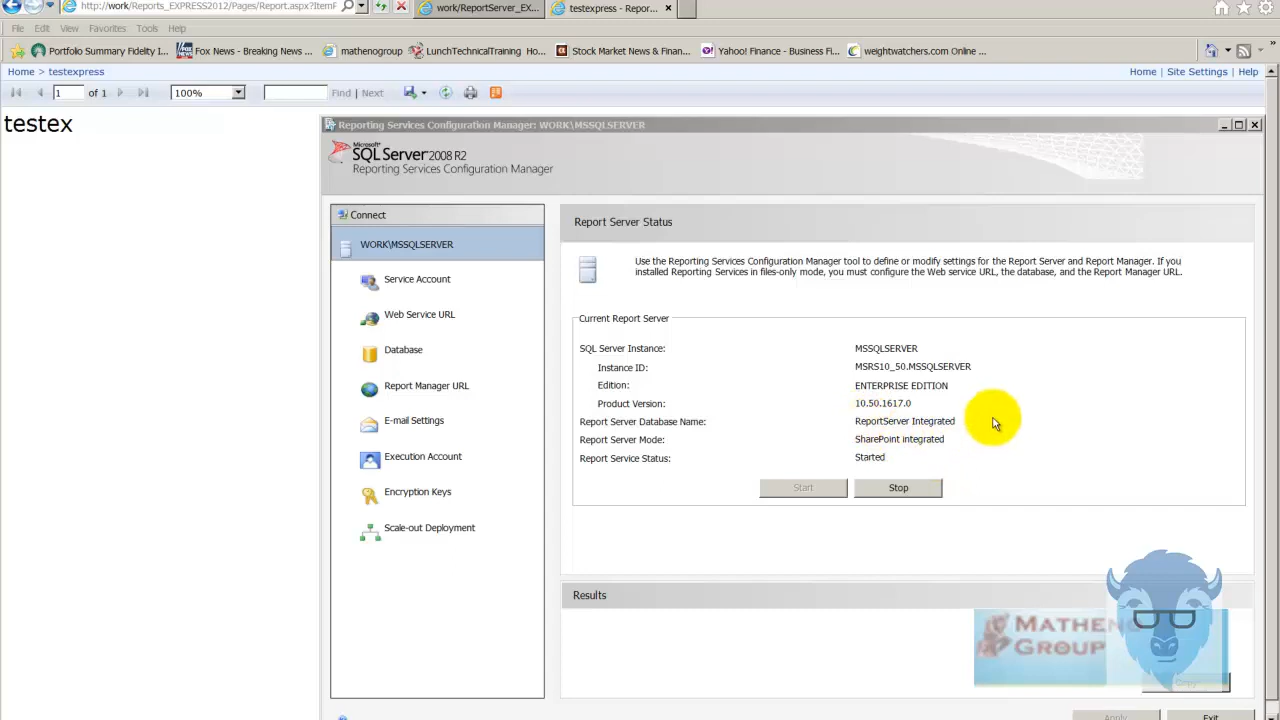 http://work/Reports_EXPRESS2012/Pages/Report.aspx?ItemP
work/ReportServer_EX...
testexpress - Repor...
File Edit View Favorites Tools Help
Portfolio Summary Fidelity I...
Fox News - Breaking News ...
mathenogroup
LunchTechnicalTraining Ho...
Stock Market News & Finan...
Yahoo! Finance - Business Fi...
weightwatchers.com Online ...
Home > testexpress
Home | Site Settings | Help
1 of 1
100%
Find | Next
testex
Reporting Services Configuration Manager: WORK\MSSQLSERVER
Microsoft
SQL Server 2008 R2
Reporting Services Configuration Manager
Connect
WORK\MSSQLSERVER
Service Account
Web Service URL
Database
Report Manager URL
E-mail Settings
Execution Account
Encryption Keys
Scale-out Deployment
Report Server Status
Use the Reporting Services Configuration Manager tool to define or modify settings for the Report Server and Report Manager. If you
installed Reporting Services in files-only mode, you must configure the Web service URL, the database, and the Report Manager URL.
Current Report Server
SQL Server Instance: MSSQLSERVER
Instance ID: MSRS10_50.MSSQLSERVER
Edition: ENTERPRISE EDITION
Product Version: 10.50.1617.0
Report Server Database Name: ReportServer Integrated
Report Server Mode: SharePoint integrated
Report Service Status: Started
Start
Stop
Results
Group
Copy
Apply
Exit